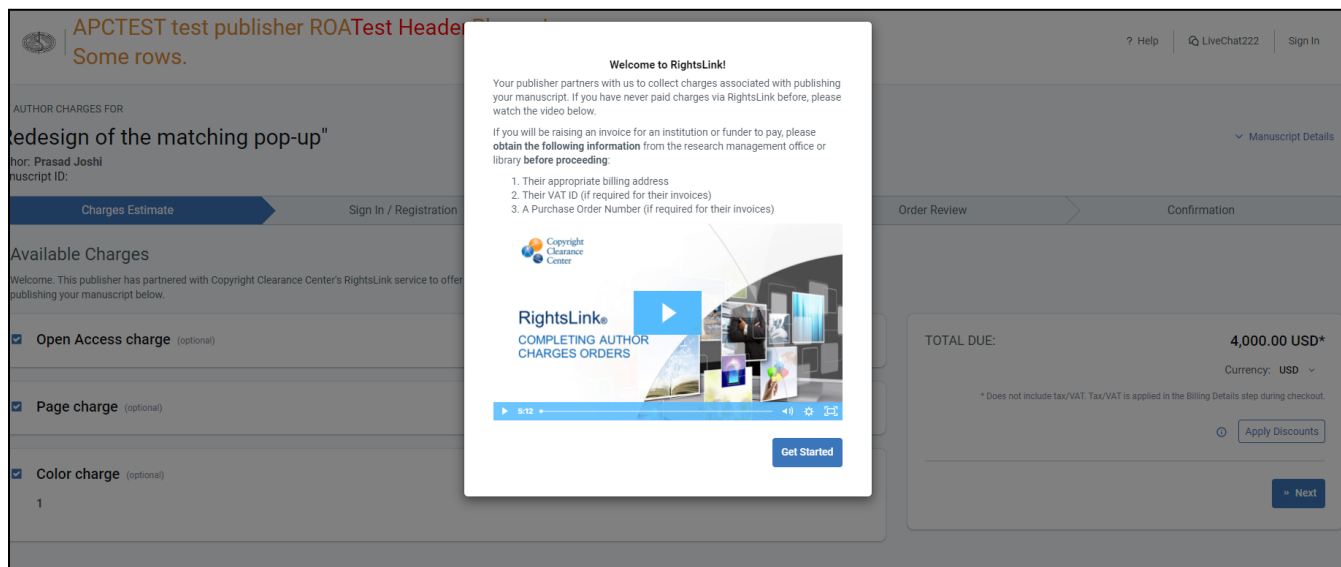 APCTEST test publisher ROATest Header
Some rows.
? Help
LiveChat222
Sign In
AUTHOR CHARGES FOR
edesign of the matching pop-up"
hor: Prasad Joshi
nuscript ID:
Manuscript Details
Charges Estimate
Sign In / Registration
Order Review
Confirmation
Available Charges
Welcome. This publisher has partnered with Copyright Clearance Center's RightsLink service to offer
publishing your manuscript below.
Open Access charge (optional)
Page charge (optional)
Color charge (optional)
1
Welcome to RightsLink!
Your publisher partners with us to collect charges associated with publishing
your manuscript. If you have never paid charges via RightsLink before, please
watch the video below.
If you will be raising an invoice for an institution or funder to pay, please
obtain the following information from the research management office or
library before proceeding:
1. Their appropriate billing address
2. Their VAT ID (if required for their invoices)
3. A Purchase Order Number (if required for their invoices)
Copyright
Clearance
Center
RightsLink®
COMPLETING AUTHOR
CHARGES ORDERS
5:12
Get Started
TOTAL DUE: 4,000.00 USD*
Currency: USD
* Does not include tax/VAT. Tax/VAT is applied in the Billing Details step during checkout.
Apply Discounts
» Next